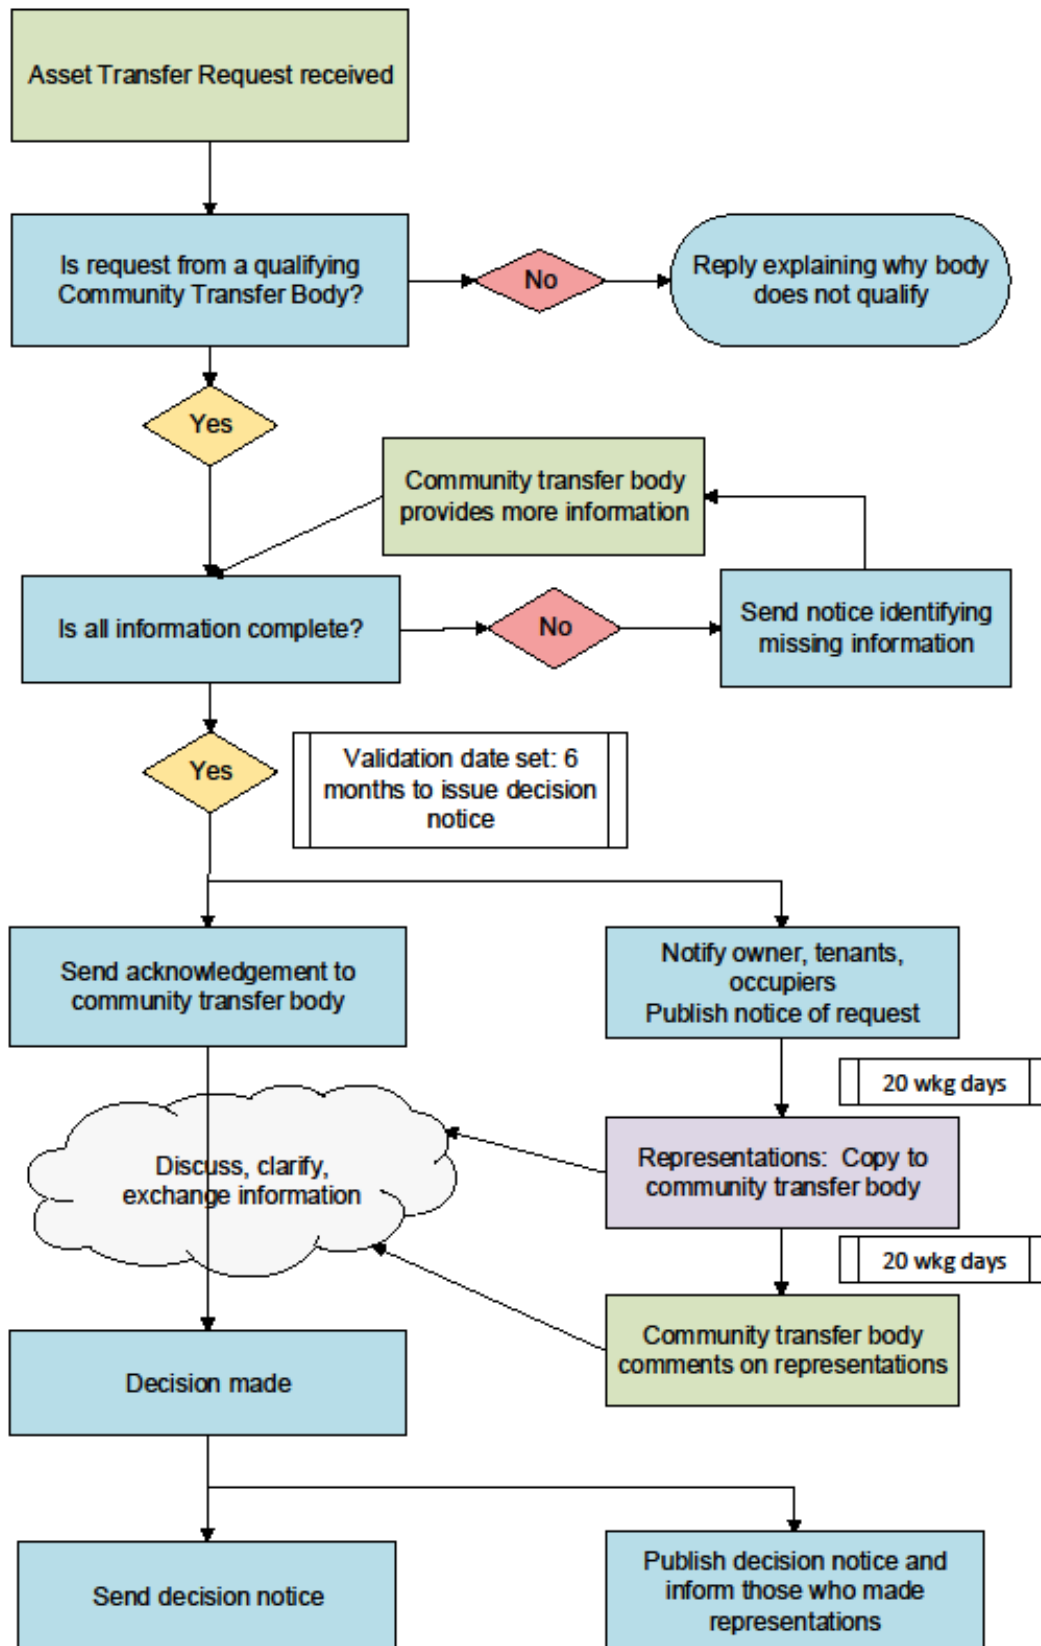 Asset Transfer Request received
Is request from a qualifying
Community Transfer Body?
No
Reply explaining why body
does not qualify
Yes
Community transfer body
provides more information
Is all information complete?
No
Send notice identifying
missing information
Yes
Validation date set: 6
months to issue decision
notice
Send acknowledgement to
community transfer body
Notify owner, tenants,
occupiers
Publish notice of request
20 wkg days
Discuss, clarify,
exchange information
Representations: Copy to
community transfer body
20 wkg days
Community transfer body
comments on representations
Decision made
Send decision notice
Publish decision notice and
inform those who made
representations